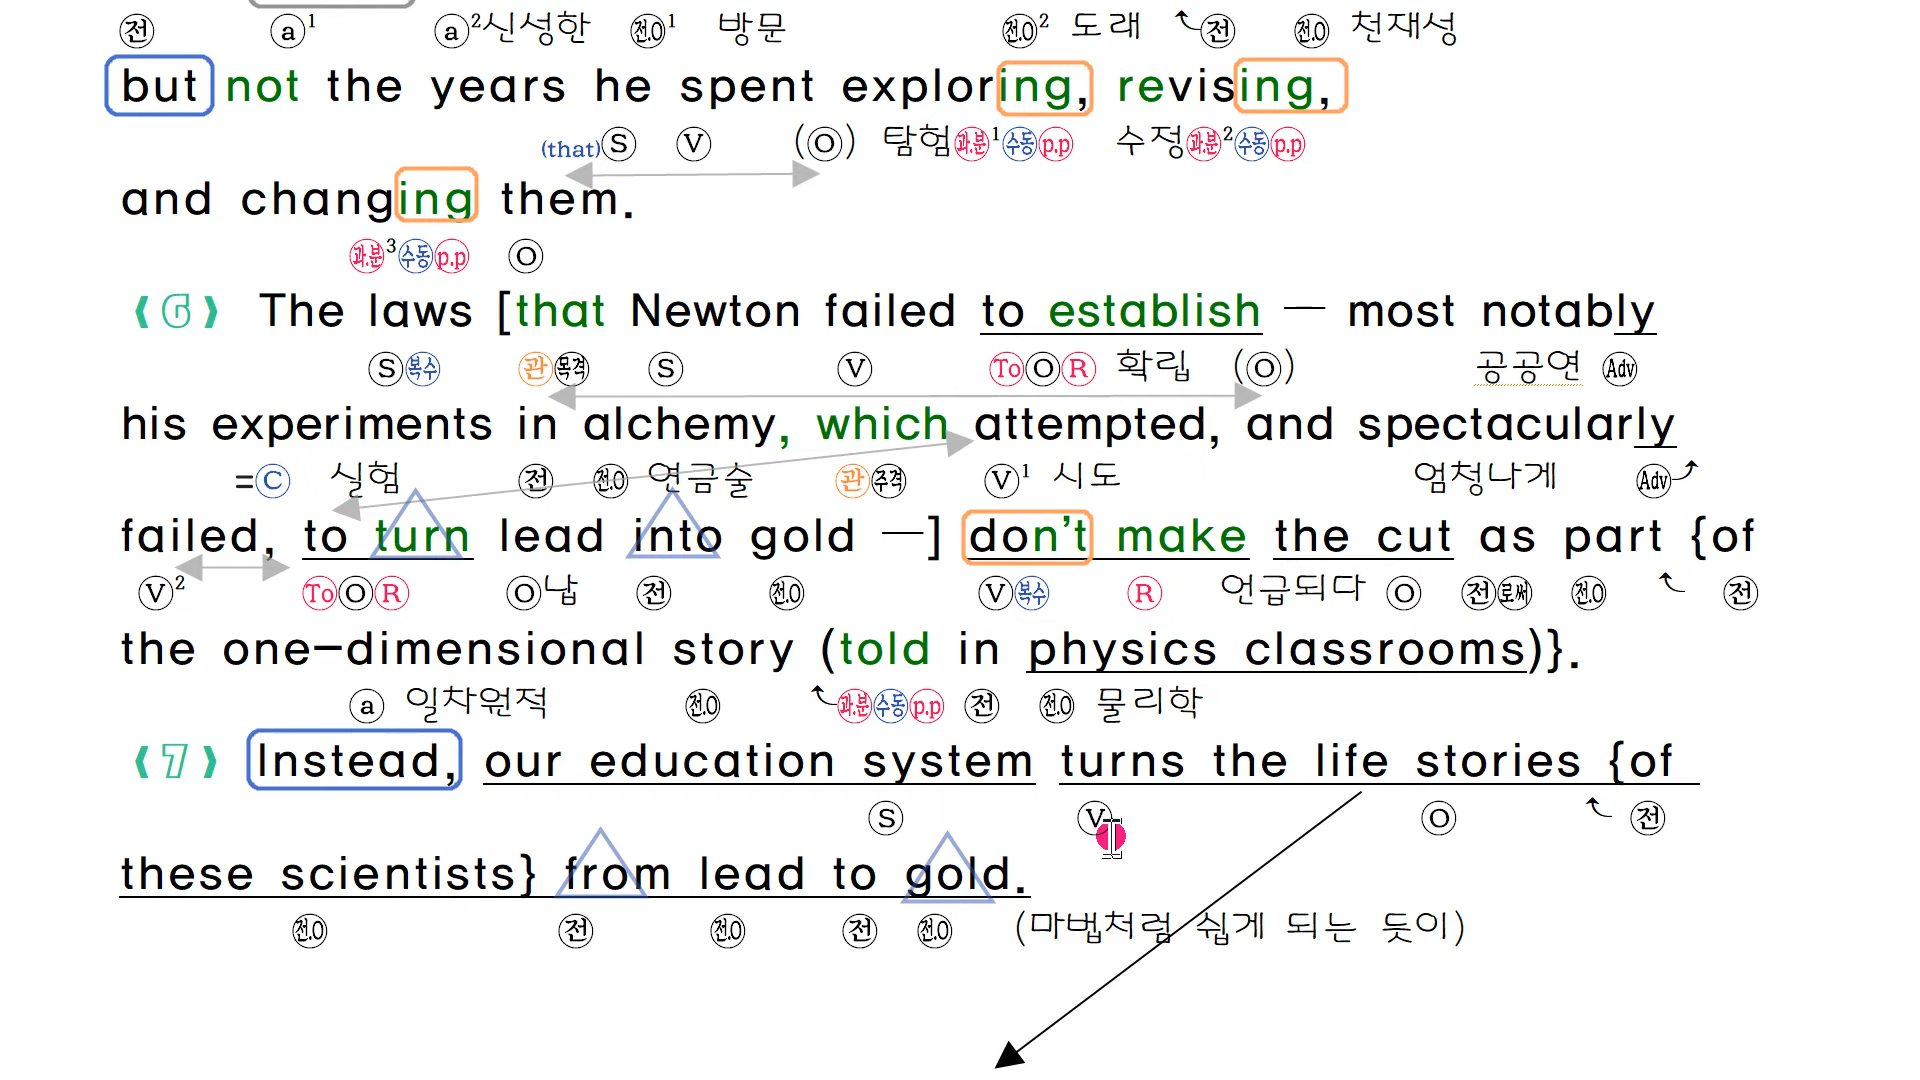 전 a¹ a²신성한 전.O¹ 방문 전.O² 도래 전 전.O 천재성
but not the years he spent exploring, revising,
(that) S V (O) 탐험 과.분¹ 수동 p.p 수정 과.분² 수동 p.p
and changing them.
과.분³ 수동 p.p O
❪6❫ The laws [that Newton failed to establish — most notably
S 복수 관 목격 S V To O R 확립 (O) 공공연 Adv
his experiments in alchemy, which attempted, and spectacularly
=C 실험 전 전.O 연금술 관 주격 V¹ 시도 엄청나게 Adv
failed, to turn lead into gold —] don't make the cut as part {of
V² To O R O납 전 전.O V 복수 R 언급되다 O 전 로써 전.O 전
the one-dimensional story (told in physics classrooms)}.
a 일차원적 전.O 과.분 수동 p.p 전 전.O 물리학
❪7❫ Instead, our education system turns the life stories {of
S V O 전
these scientists} from lead to gold.
전.O 전 전.O 전 전.O (마법처럼 쉽게 되는 듯이)